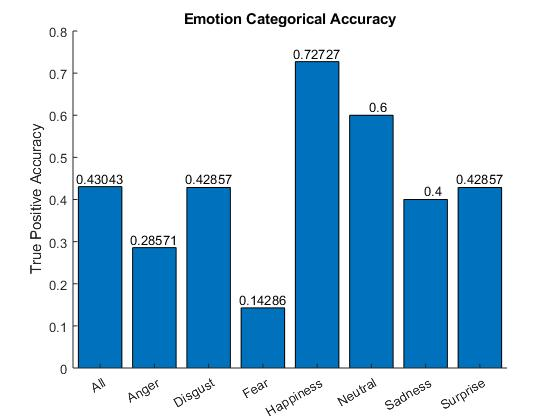 Emotion Categorical Accuracy
True Positive Accuracy
0.8
0.7
0.6
0.5
0.4
0.3
0.2
0.1
0
0.43043
0.28571
0.42857
0.14286
0.72727
0.6
0.4
0.42857
All
Anger
Disgust
Fear
Happiness
Neutral
Sadness
Surprise